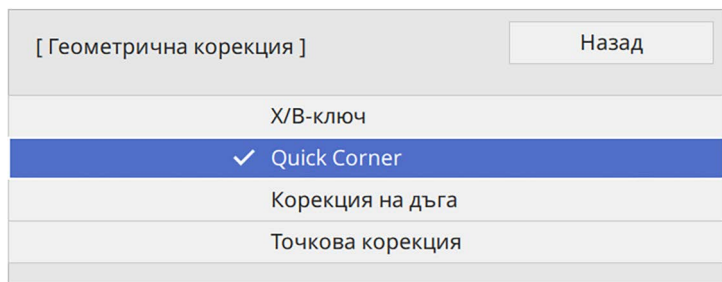 [ Геометрична корекция ]
Назад
Х/В-ключ
Quick Corner
Корекция на дъга
Точкова корекция